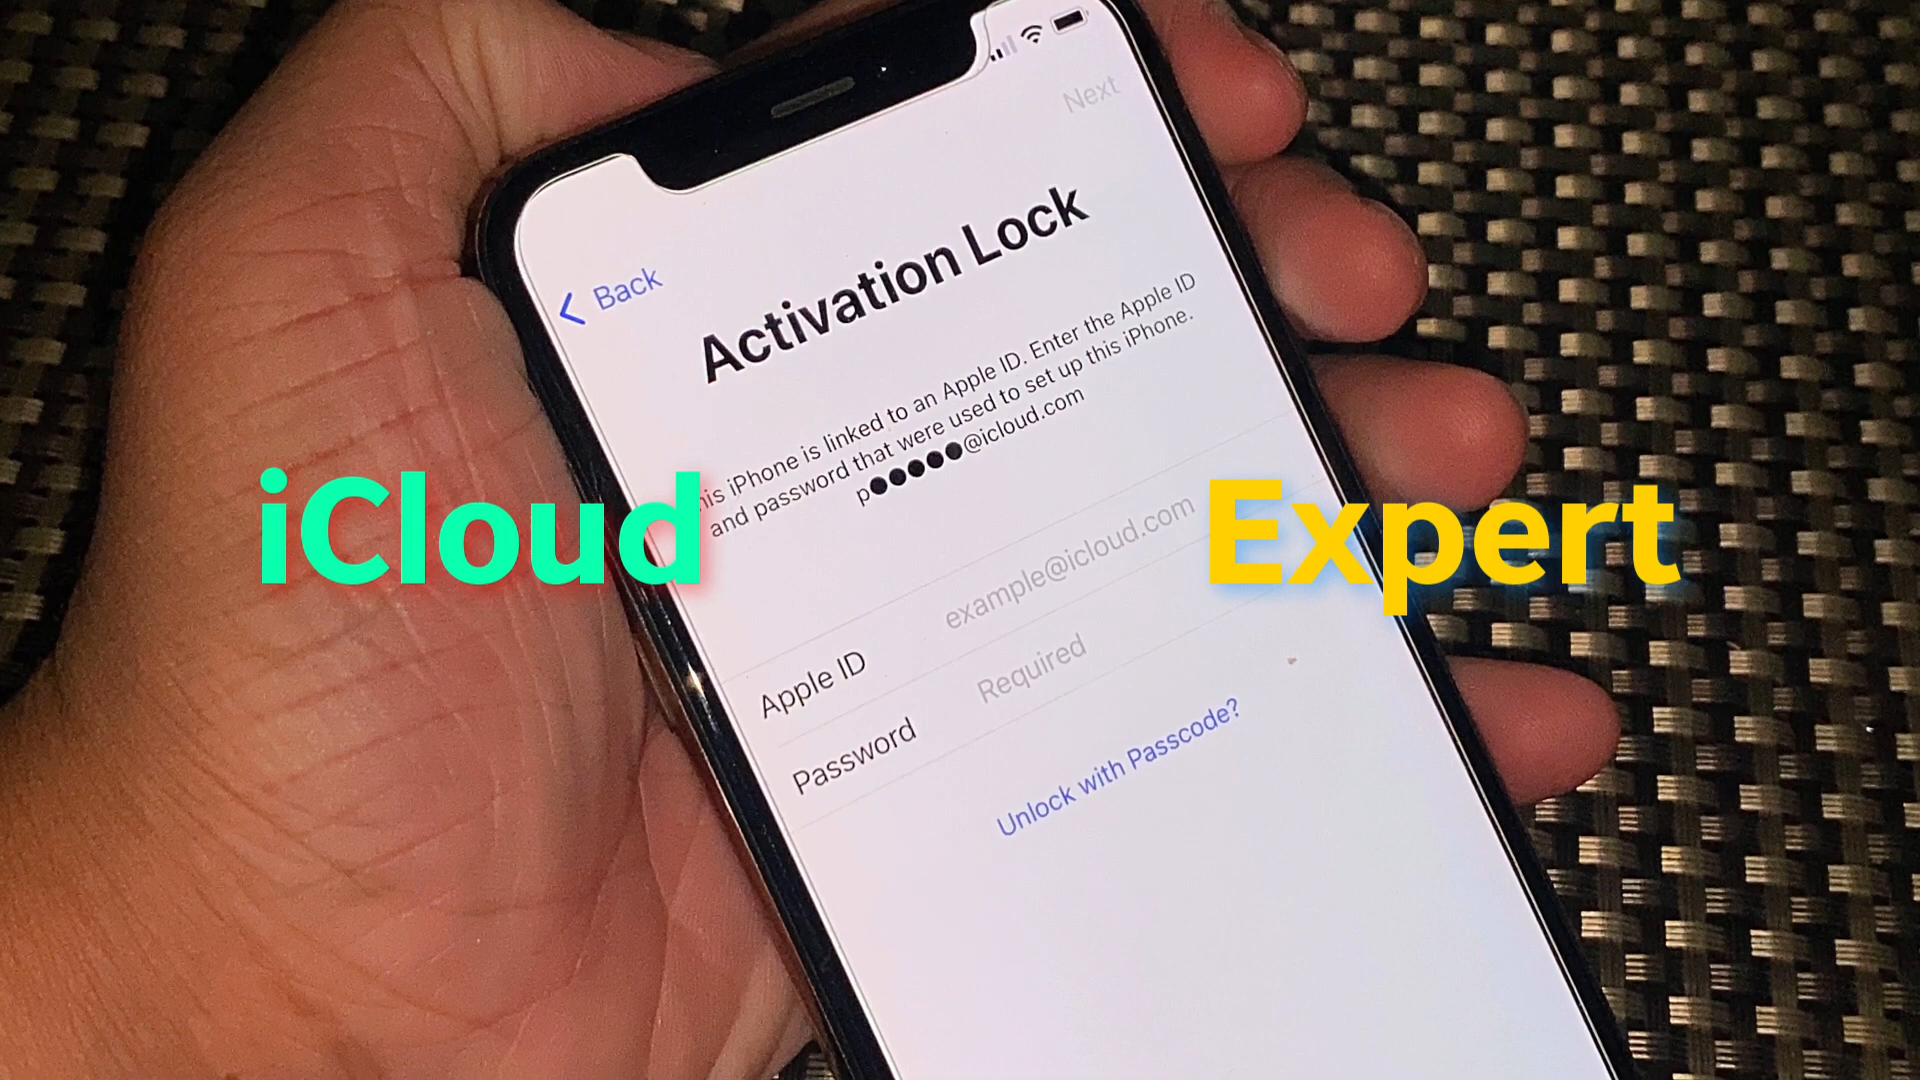 Next
Back
Activation Lock
his iPhone is linked to an Apple ID. Enter the Apple ID
and password that were used to set up this iPhone.
p●●●●●@icloud.com
iCloud Expert
Apple ID example@icloud.com
Password Required
Unlock with Passcode?